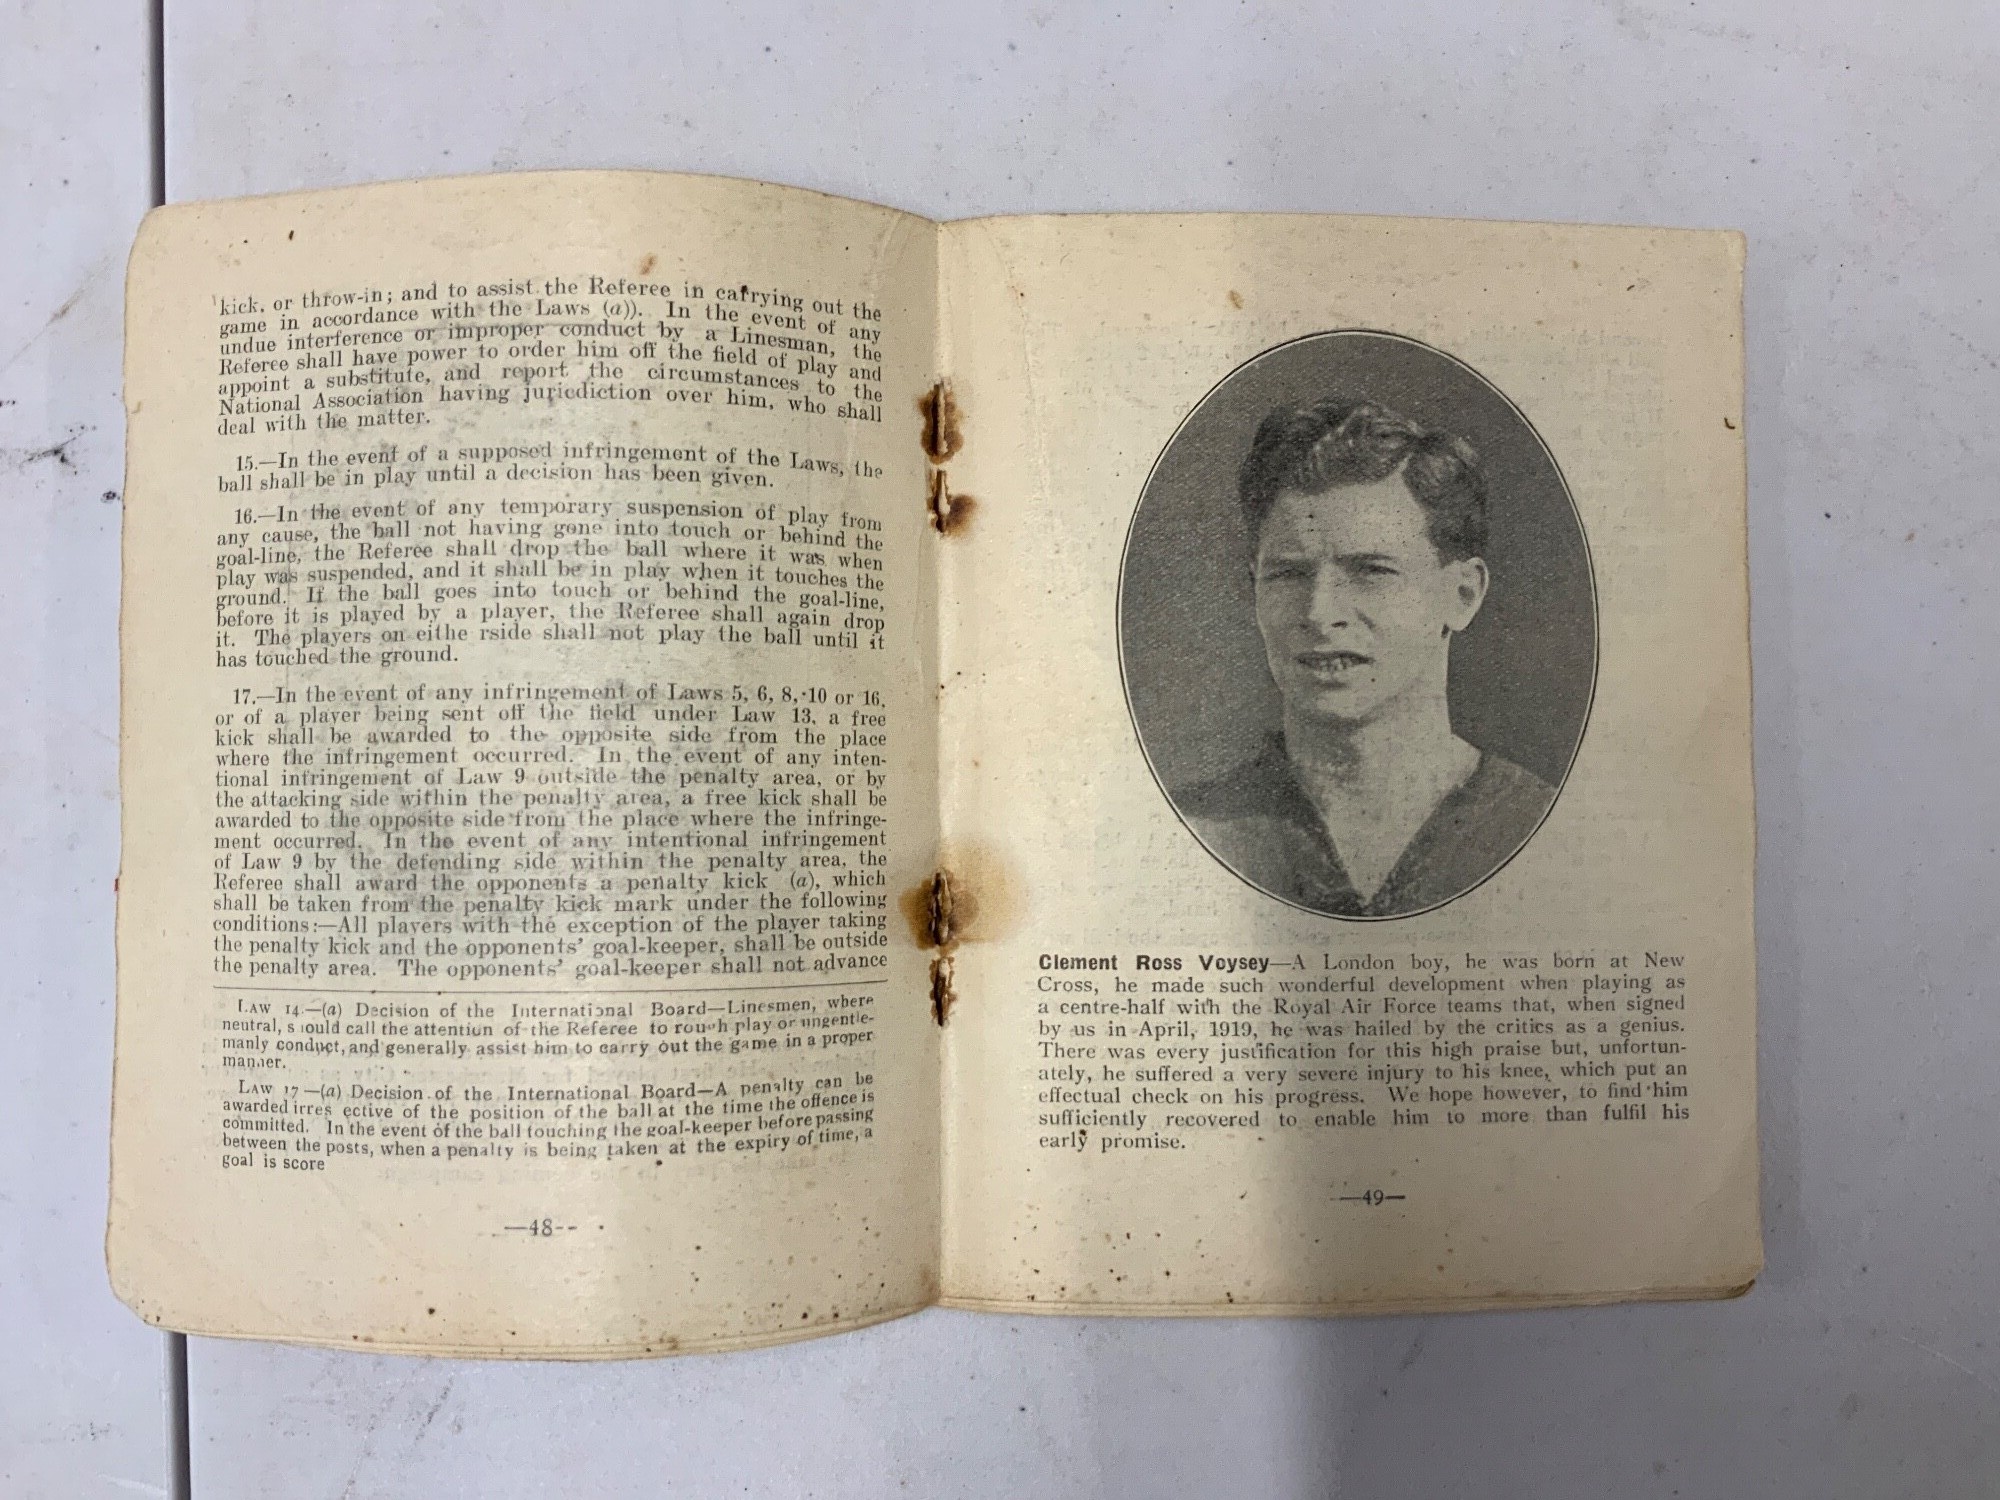 kick, or throw-in; and to assist the Referee in carrying out the
game in accordance with the Laws (a)). In the event of any
undue interference or improper conduct by a Linesman, the
Referee shall have power to order him off the field of play and
appoint a substitute, and report the circumstances to the
National Association having juricdiction over him, who shall
deal with the matter.
15.—In the event of a supposed infringement of the Laws, the
ball shall be in play until a decision has been given.
16.—In the event of any temporary suspension of play from
any cause, the ball not having gone into touch or behind the
goal-line, the Referee shall drop the ball where it was when
play was suspended, and it shall be in play when it touches the
ground. If the ball goes into touch or behind the goal-line,
before it is played by a player, the Referee shall again drop
it. The players on eithe rside shall not play the ball until it
has touched the ground.
17.—In the event of any infringement of Laws 5, 6, 8, 10 or 16,
or of a player being sent off the field under Law 13, a free
kick shall be awarded to the opposite side from the place
where the infringement occurred. In the event of any inten-
tional infringement of Law 9 outside the penalty area, or by
the attacking side within the penalty area, a free kick shall be
awarded to the opposite side from the place where the infringe-
ment occurred. In the event of any intentional infringement
of Law 9 by the defending side within the penalty area, the
Referee shall award the opponents a penalty kick (a), which
shall be taken from the penalty kick mark under the following
conditions:—All players with the exception of the player taking
the penalty kick and the opponents' goal-keeper, shall be outside
the penalty area. The opponents' goal-keeper shall not advance
LAW 14.—(a) Decision of the International Board—Linesmen, where
neutral, s ould call the attention of the Referee to rough play or ungentle-
manly conduct, and generally assist him to carry out the game in a proper
manner.
LAW 17—(a) Decision of the International Board—A penalty can be
awarded irres ective of the position of the ball at the time the offence is
committed. In the event of the ball touching the goal-keeper before passing
between the posts, when a penalty is being taken at the expiry of time, a
goal is score
—48--
Clement Ross Voysey—A London boy, he was born at New
Cross, he made such wonderful development when playing as
a centre-half with the Royal Air Force teams that, when signed
by us in April, 1919, he was hailed by the critics as a genius.
There was every justification for this high praise but, unfortun-
ately, he suffered a very severe injury to his knee, which put an
effectual check on his progress. We hope however, to find him
sufficiently recovered to enable him to more than fulfil his
early promise.
—49—